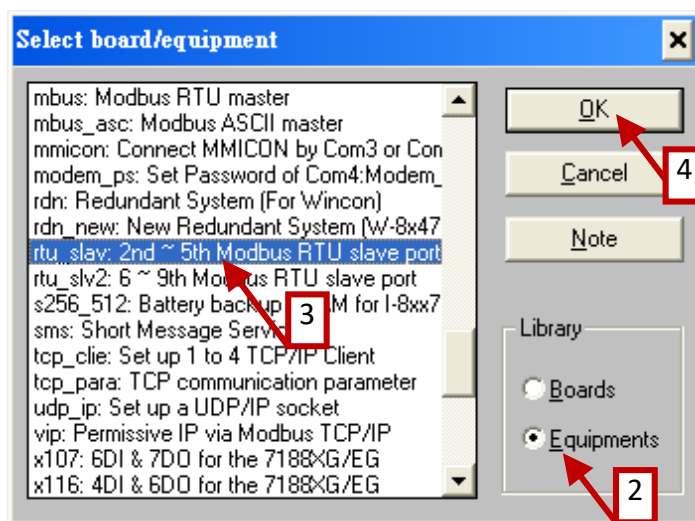 Select board/equipment
mbus: Modbus RTU master
mbus_asc: Modbus ASCII master
mmicon: Connect MMICON by Com3 or Com
modem_ps: Set Password of Com4:Modem_
rdn: Redundant System (For Wincon)
rdn_new: New Redundant System (W-8x47
rtu_slav: 2nd ~ 5th Modbus RTU slave port
rtu_slv2: 6 ~ 9th Modbus RTU slave port
s256_512: Battery backup M for I-8xx7
sms: Short Message
tcp_clie: Set up 1 to 4 TCP/IP Client
tcp_para: TCP communication parameter
udp_ip: Set up a UDP/IP socket
vip: Permissive IP via Modbus TCP/IP
x107: 6DI & 7DO for the 7188XG/EG
x116: 4DI & 6DO for the 7188XG/EG
3
OK
4
Cancel
Note
Library
Boards
Equipments
2